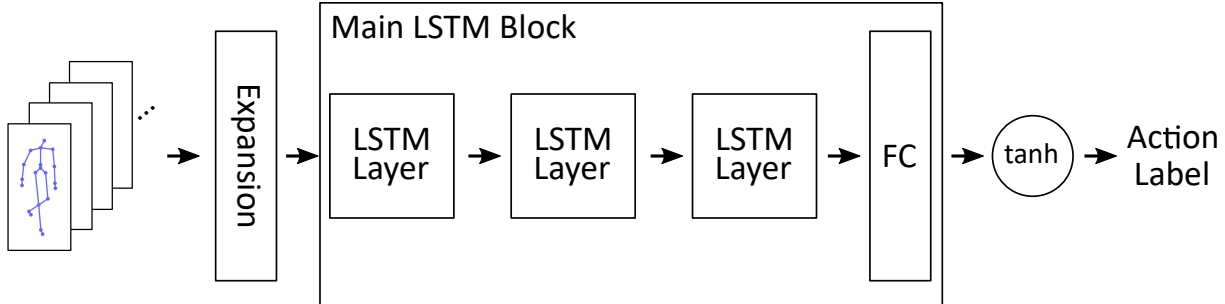 Main LSTM Block
...
Expansion
LSTM
Layer
LSTM
Layer
LSTM
Layer
FC
tanh
Action
Label